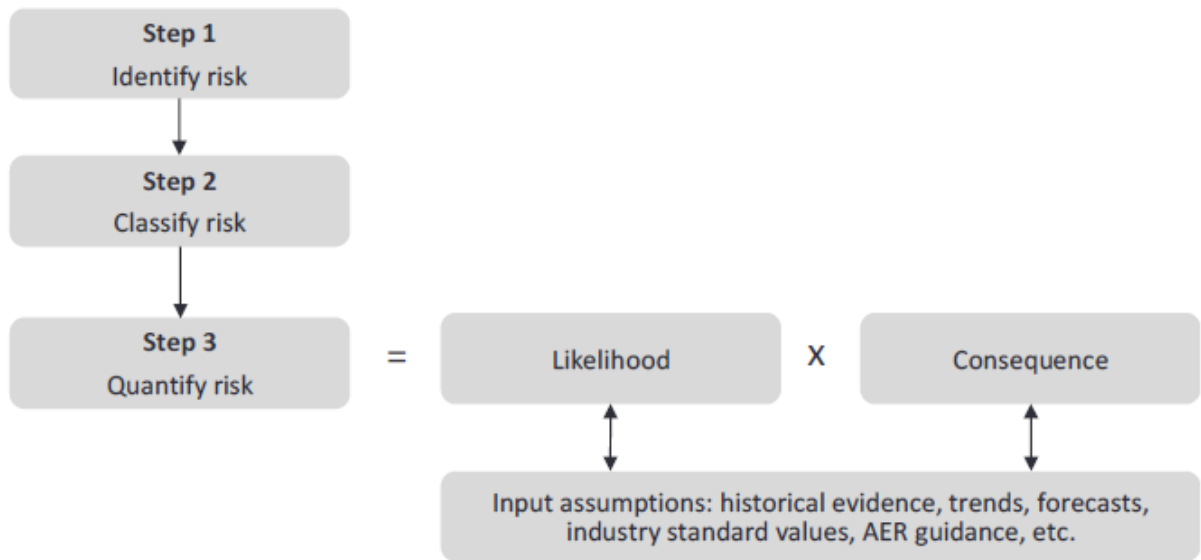 Step 1
Identify risk
Step 2
Classify risk
Step 3
Quantify risk
=
Likelihood
x
Consequence
Input assumptions: historical evidence, trends, forecasts,
industry standard values, AER guidance, etc.